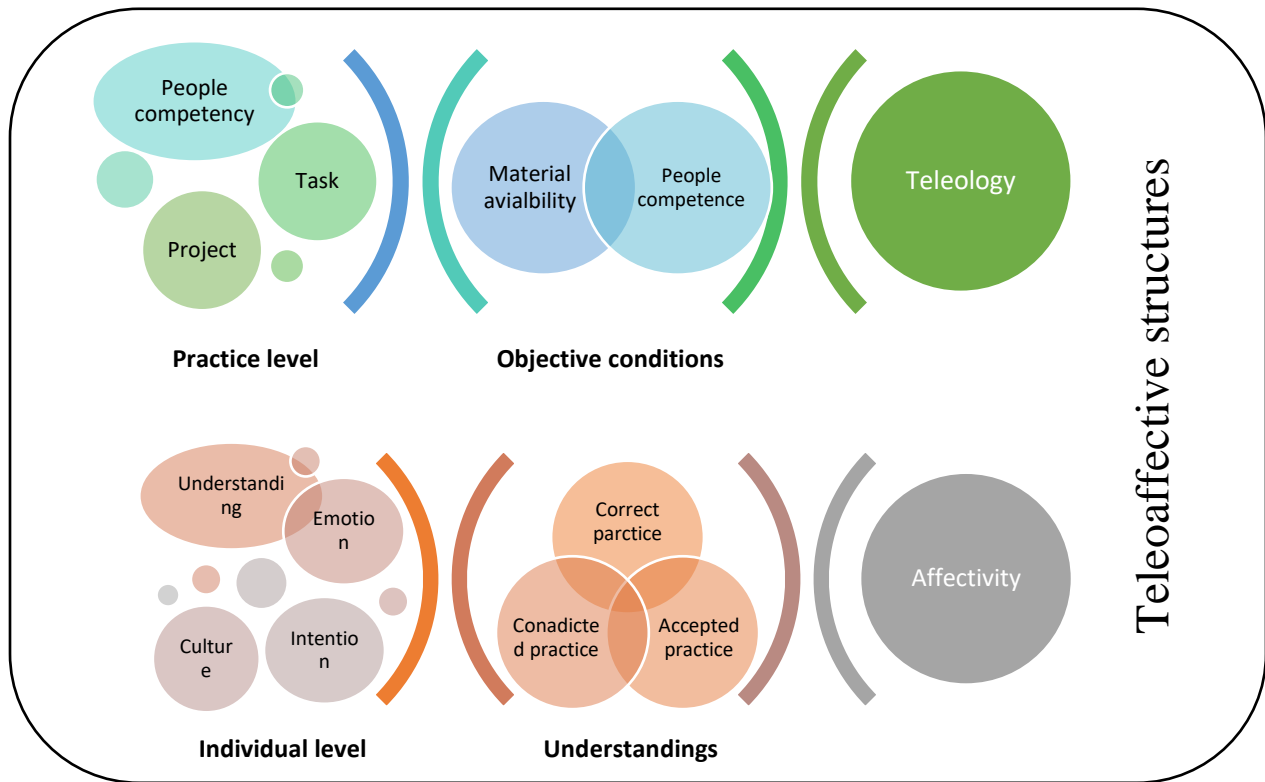 People
competency
Task
Project
Practice level
Material
avialbility
People
competence
Objective conditions
Teleology
Understandi
ng
Emotio
n
Cultur
e
Intentio
n
Individual level
Correct
parctice
Conadicte
d practice
Accepted
practice
Understandings
Affectivity
Teleoaffective structures